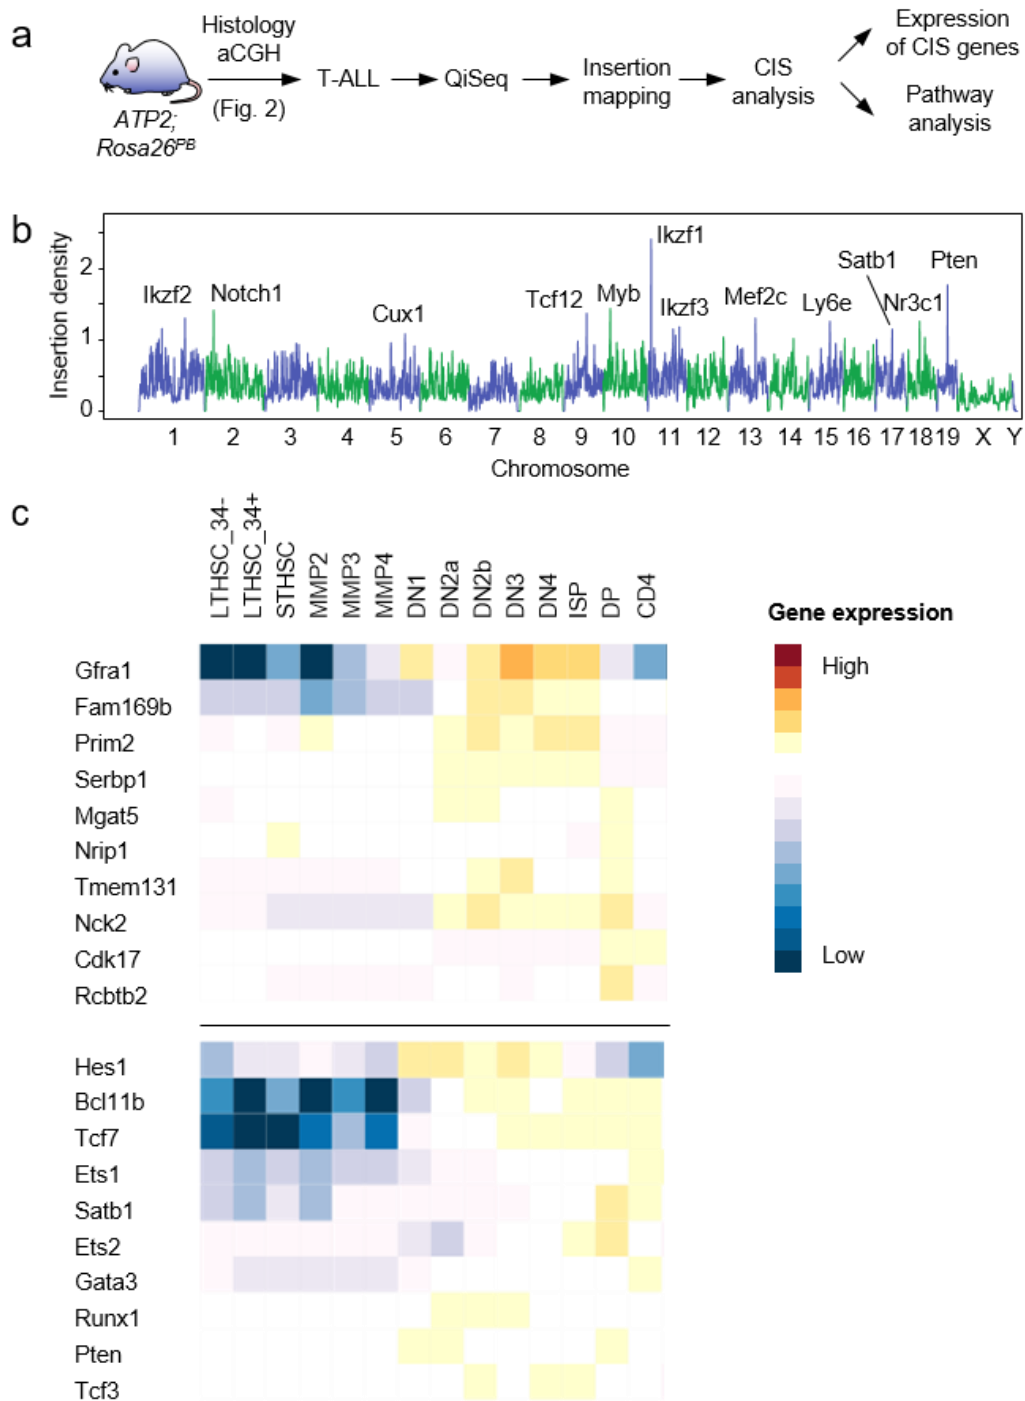 a
Histology
aCGH
(Fig. 2)
ATP2;
Rosa26PB
T-ALL
QiSeq
Insertion
mapping
CIS
analysis
Expression
of CIS genes
Pathway
analysis
b
Insertion density
2
1
0
Ikzf2
Notch1
Cux1
Tcf12
Myb
Ikzf1
Ikzf3
Mef2c
Ly6e
Satb1
Nr3c1
Pten
1 2 3 4 5 6 7 8 9 10 11 12 13 14 15 16 17 18 19 X Y
Chromosome
c
LTHSC_34-
LTHSC_34+
STHSC
MMP2
MMP3
MMP4
DN1
DN2a
DN2b
DN3
DN4
ISP
DP
CD4
Gfra1
Fam169b
Prim2
Serbp1
Mgat5
Nrip1
Tmem131
Nck2
Cdk17
Rcbtb2
Hes1
Bcl11b
Tcf7
Ets1
Satb1
Ets2
Gata3
Runx1
Pten
Tcf3
Gene expression
High
Low